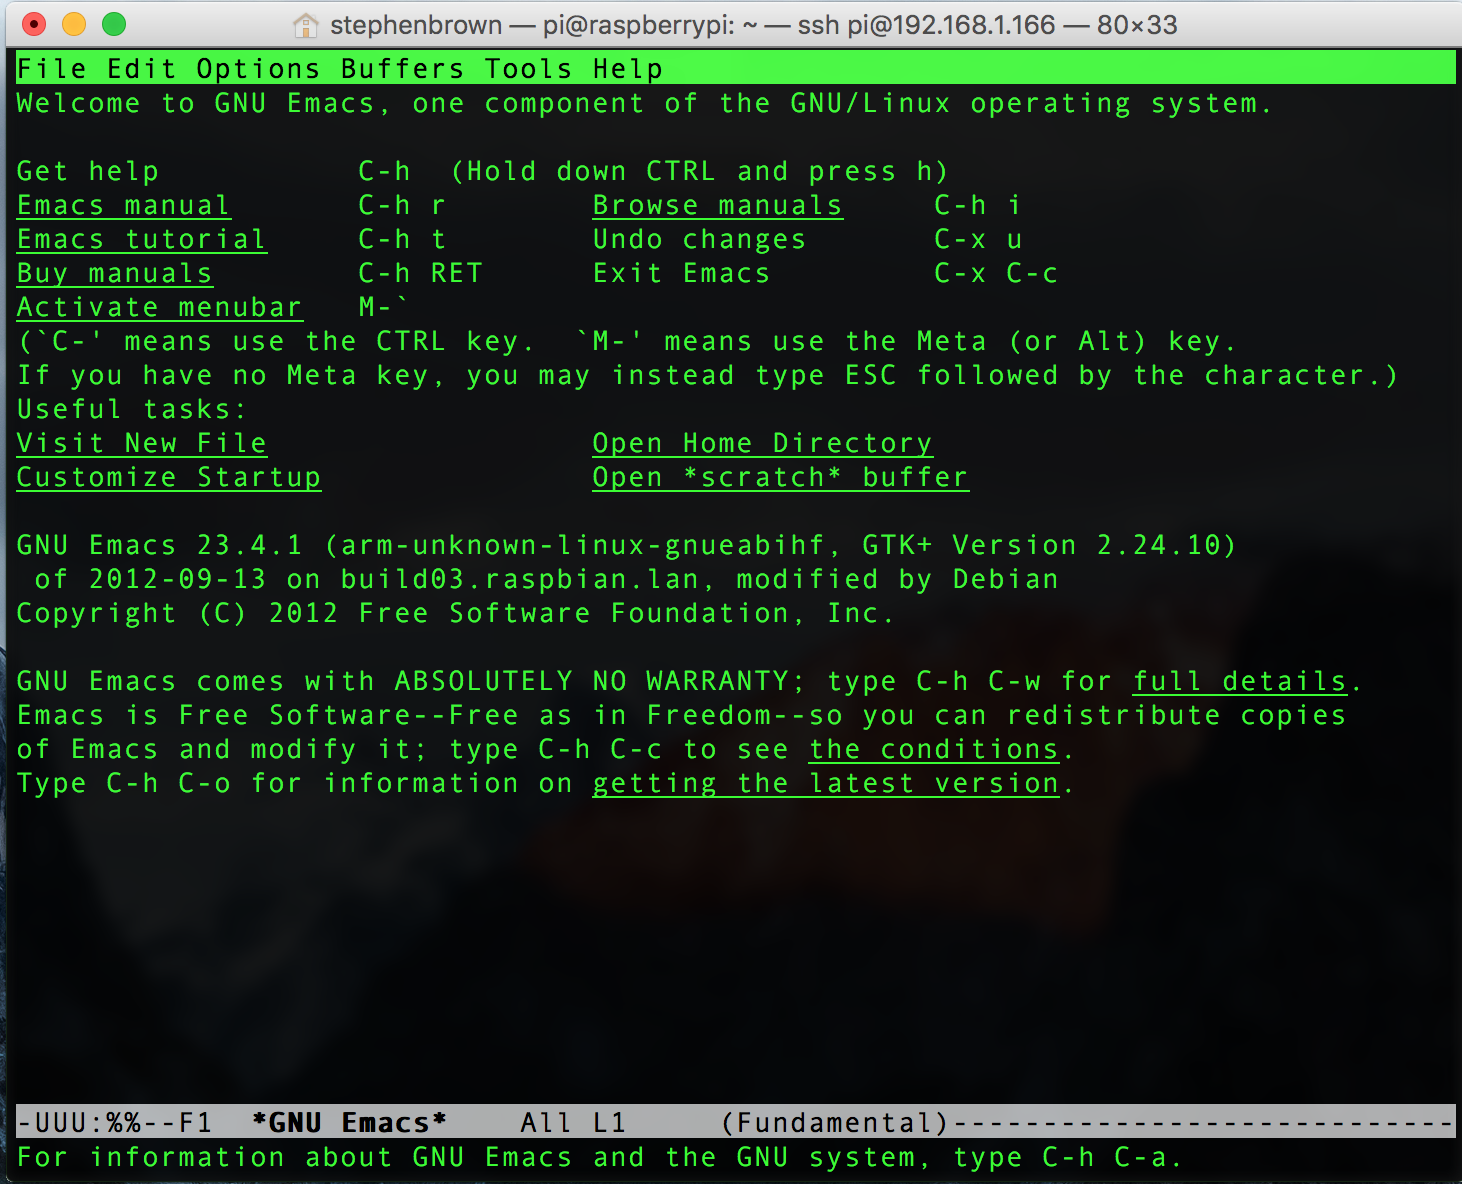 stephenbrown — pi@raspberrypi: ~ — ssh pi@192.168.1.166 — 80×33
File Edit Options Buffers Tools Help
Welcome to GNU Emacs, one component of the GNU/Linux operating system.
Get help C-h (Hold down CTRL and press h)
Emacs manual C-h r Browse manuals C-h i
Emacs tutorial C-h t Undo changes C-x u
Buy manuals C-h RET Exit Emacs C-x C-c
Activate menubar M-`
(`C-' means use the CTRL key. `M-' means use the Meta (or Alt) key.
If you have no Meta key, you may instead type ESC followed by the character.)
Useful tasks:
Visit New File Open Home Directory
Customize Startup Open *scratch* buffer
GNU Emacs 23.4.1 (arm-unknown-linux-gnueabihf, GTK+ Version 2.24.10)
of 2012-09-13 on build03.raspbian.lan, modified by Debian
Copyright (C) 2012 Free Software Foundation, Inc.
GNU Emacs comes with ABSOLUTELY NO WARRANTY; type C-h C-w for full details.
Emacs is Free Software--Free as in Freedom--so you can redistribute copies
of Emacs and modify it; type C-h C-c to see the conditions.
Type C-h C-o for information on getting the latest version.
-UUU:%%--F1 *GNU Emacs* All L1 (Fundamental)----------------------------
For information about GNU Emacs and the GNU system, type C-h C-a.